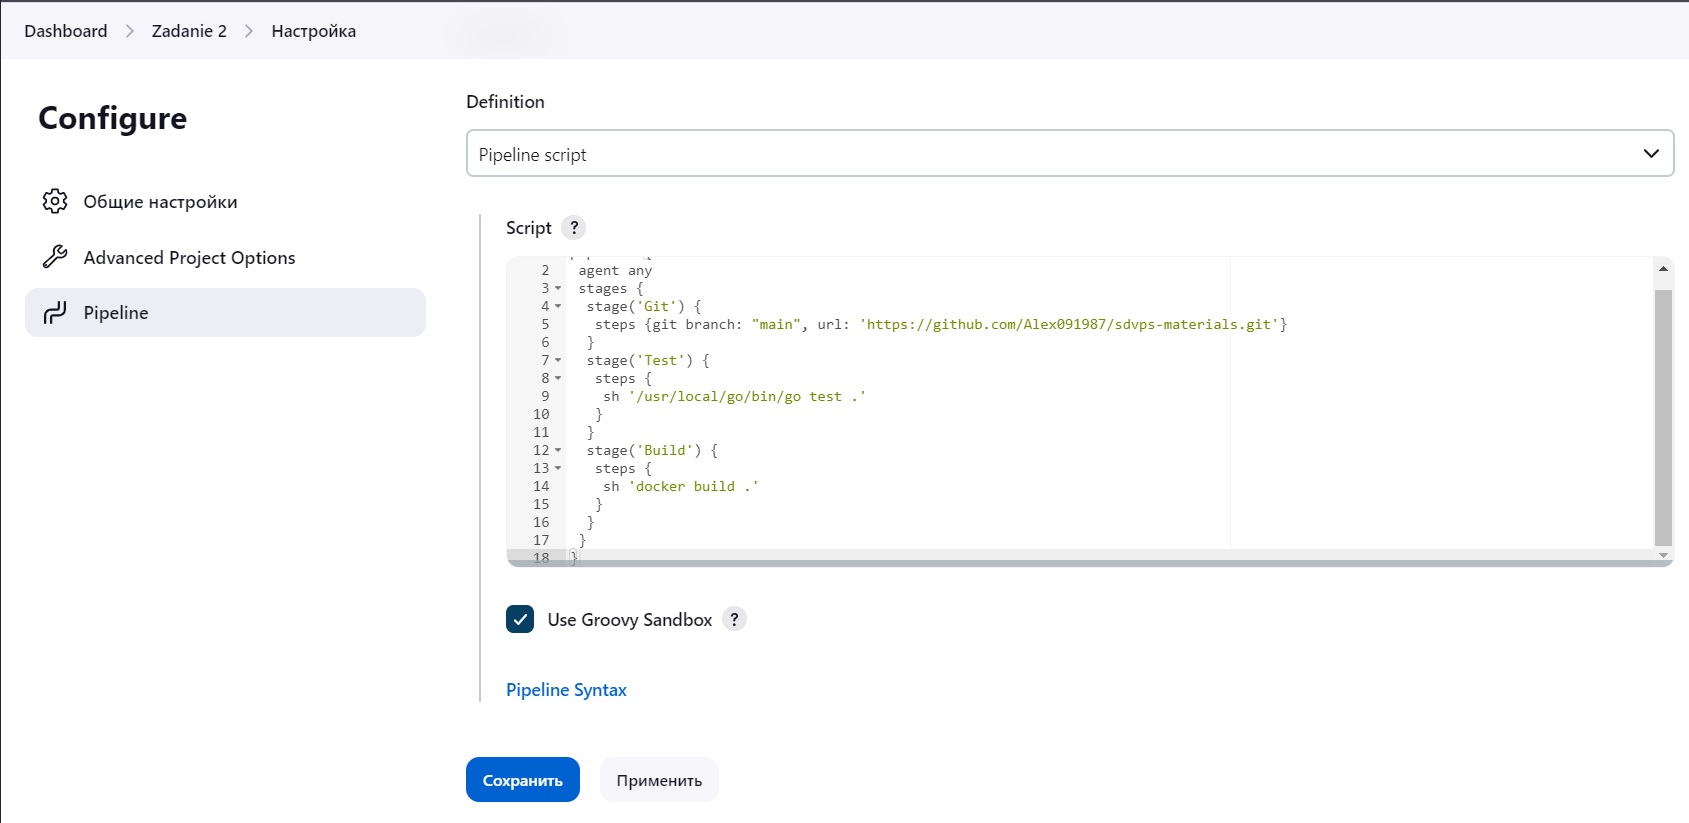 Dashboard > Zadanie 2 > Настройка
Configure
Общие настройки
Advanced Project Options
Pipeline
Definition
Pipeline script
Script ?
2 agent any
3 stages {
4 stage('Git') {
5 steps {git branch: "main", url: 'https://github.com/Alex091987/sdvps-materials.git'}
6 }
7 stage('Test') {
8 steps {
9 sh '/usr/local/go/bin/go test .'
10 }
11 }
12 stage('Build') {
13 steps {
14 sh 'docker build .'
15 }
16 }
17 }
18 }
Use Groovy Sandbox ?
Pipeline Syntax
Сохранить
Применить